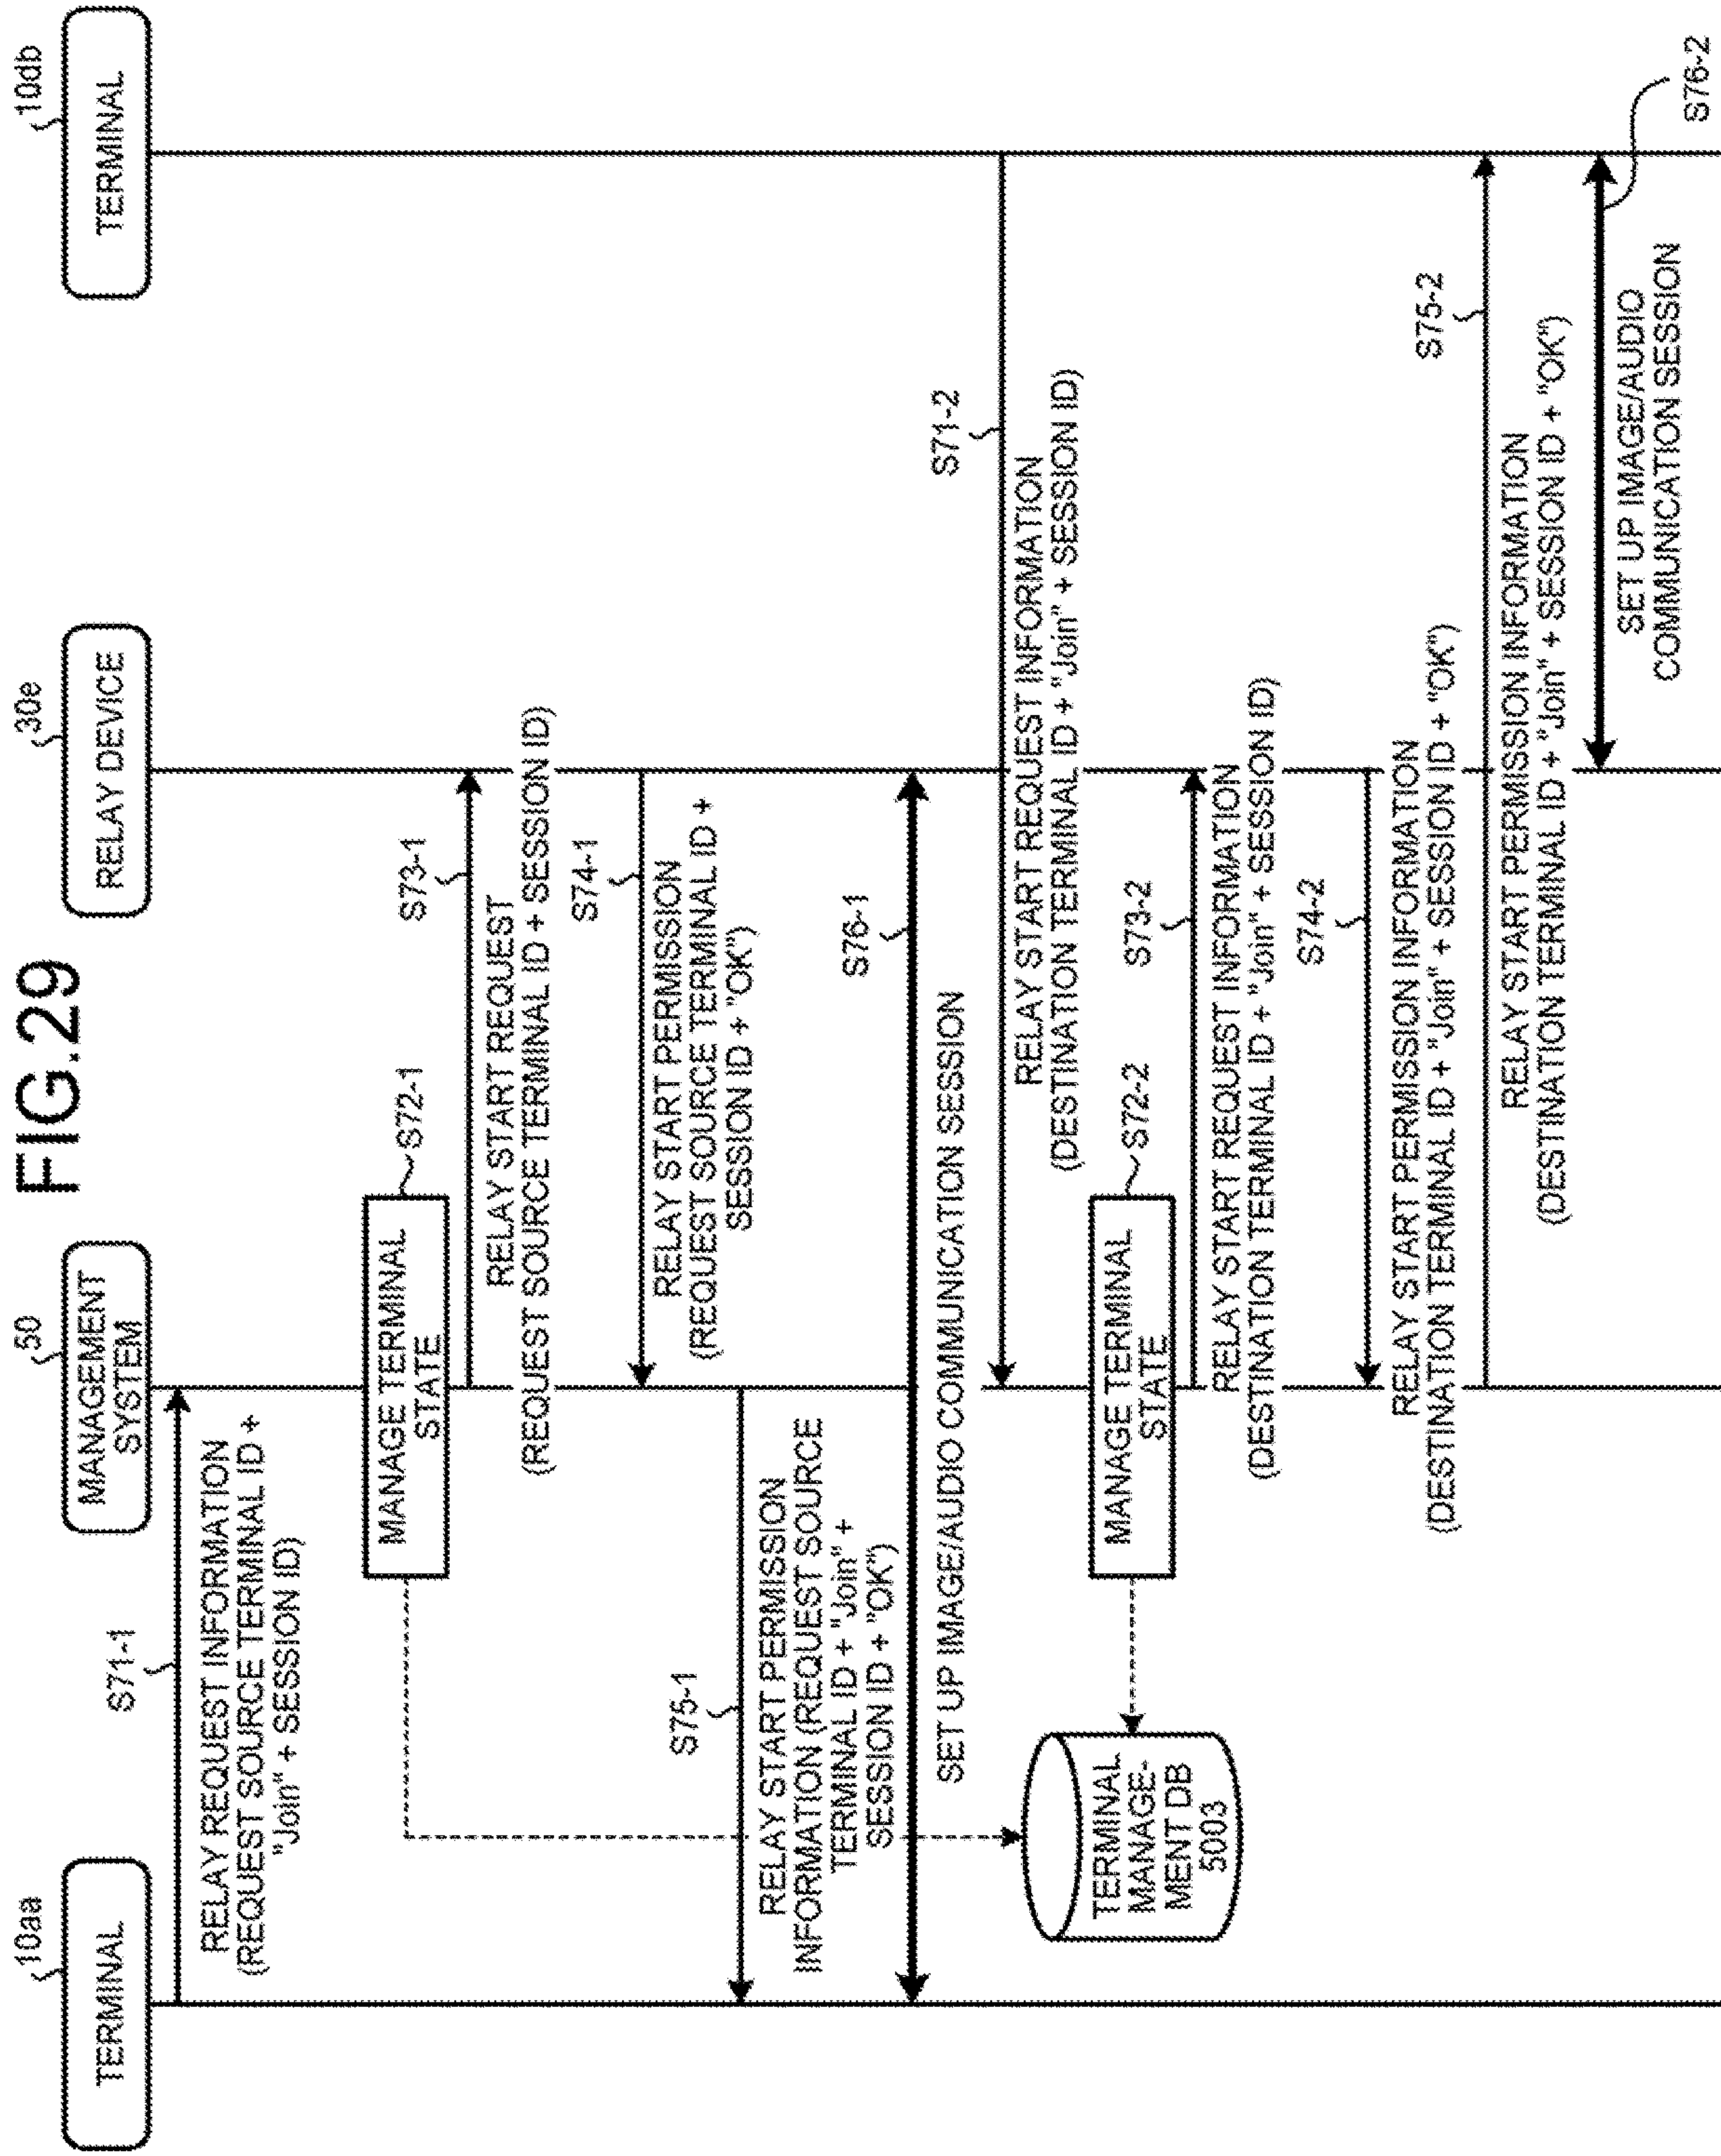 FIG.29
10aa
TERMINAL
50
MANAGEMENT
SYSTEM
30e
RELAY DEVICE
10db
TERMINAL
S71-1
RELAY REQUEST INFORMATION
(REQUEST SOURCE TERMINAL ID +
"Join" + SESSION ID)
MANAGE TERMINAL
STATE
S72-1
S73-1
RELAY START REQUEST
(REQUEST SOURCE TERMINAL ID + SESSION ID)
S74-1
RELAY START PERMISSION
(REQUEST SOURCE TERMINAL ID +
SESSION ID + "OK")
S75-1
RELAY START PERMISSION
INFORMATION (REQUEST SOURCE
TERMINAL ID + "Join" +
SESSION ID + "OK")
S76-1
SET UP IMAGE/AUDIO COMMUNICATION SESSION
S71-2
RELAY START REQUEST INFORMATION
(DESTINATION TERMINAL ID + "Join" + SESSION ID)
TERMINAL
MANAGE-
MENT DB
5003
MANAGE TERMINAL
STATE
S72-2
S73-2
RELAY START REQUEST INFORMATION
(DESTINATION TERMINAL ID + "Join" + SESSION ID)
S74-2
RELAY START PERMISSION INFORMATION
(DESTINATION TERMINAL ID + "Join" + SESSION ID + "OK")
S75-2
RELAY START PERMISSION INFORMATION
(DESTINATION TERMINAL ID + "Join" + SESSION ID + "OK")
SET UP IMAGE/AUDIO
COMMUNICATION SESSION
S76-2